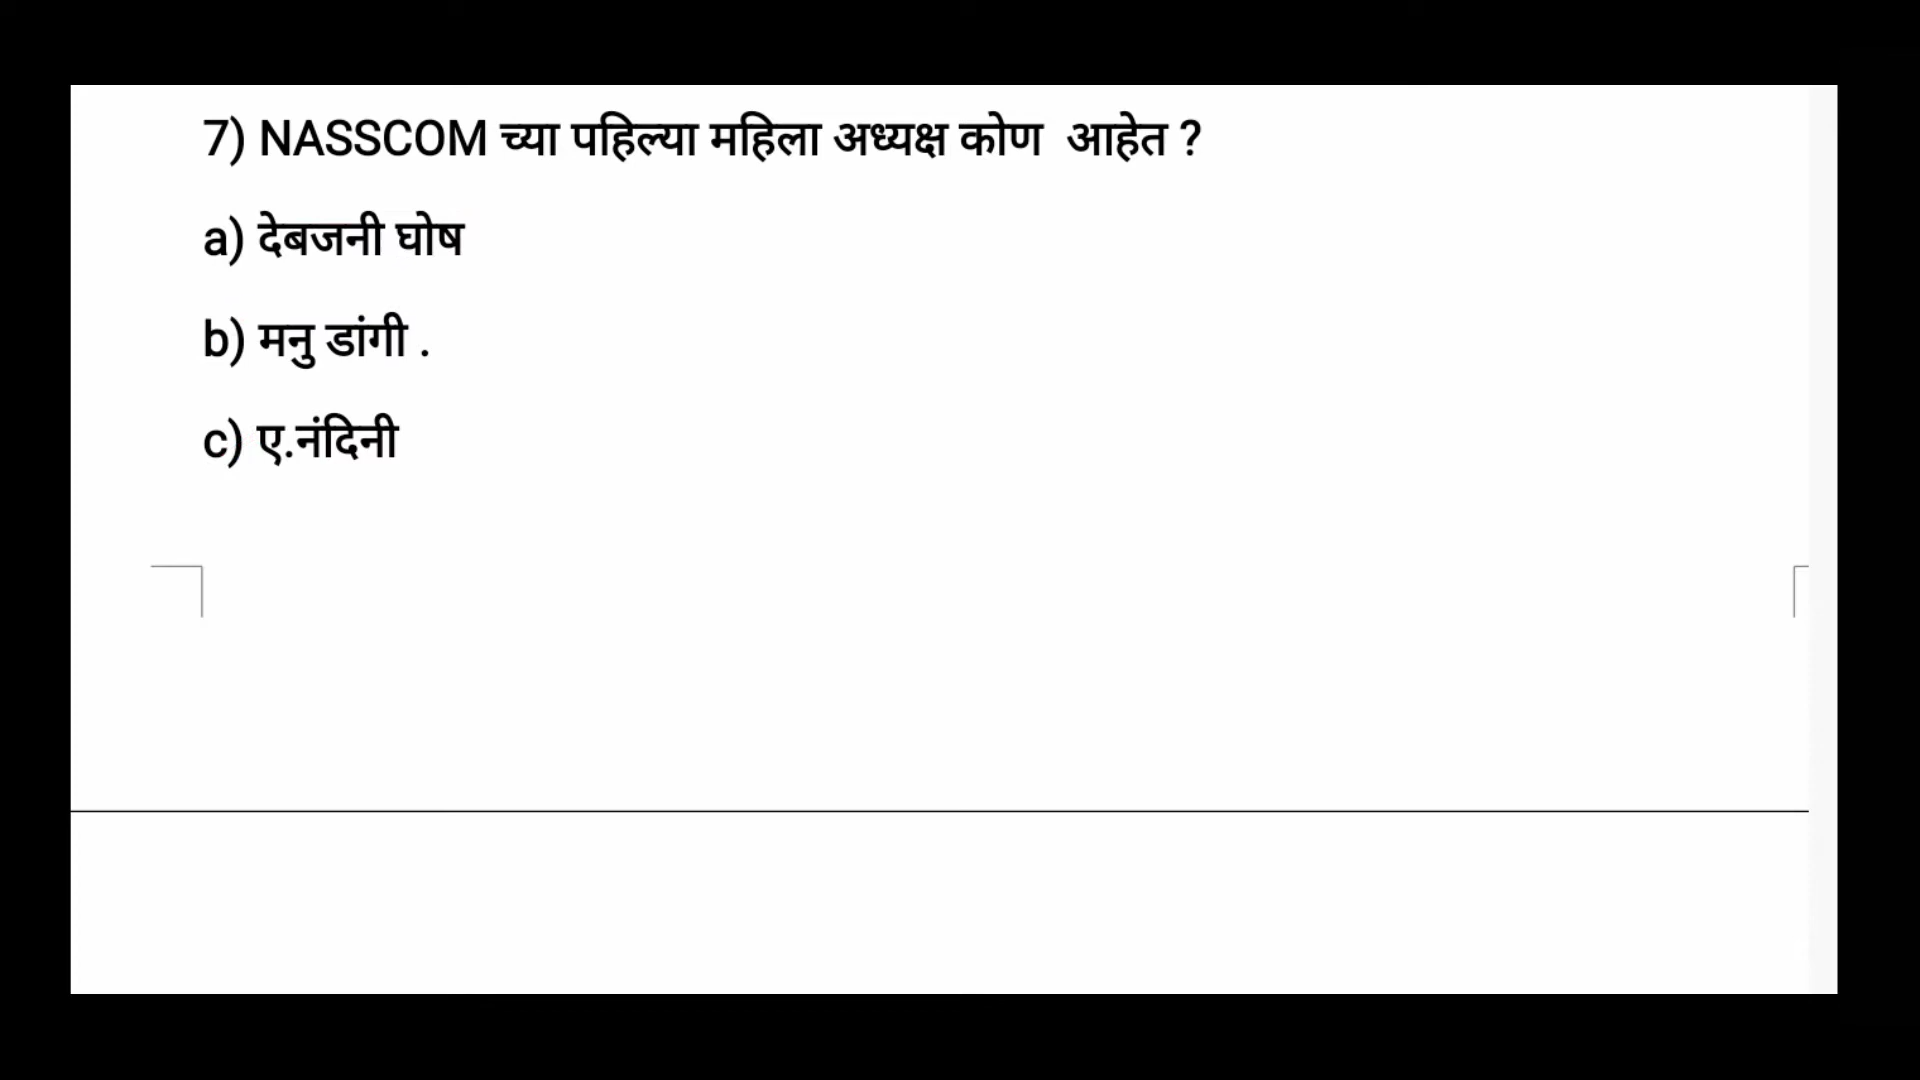 7) NASSCOM च्या पहिल्या महिला अध्यक्ष कोण आहेत ?
a) देबजनी घोष
b) मनु डांगी .
c) ए.नंदिनी